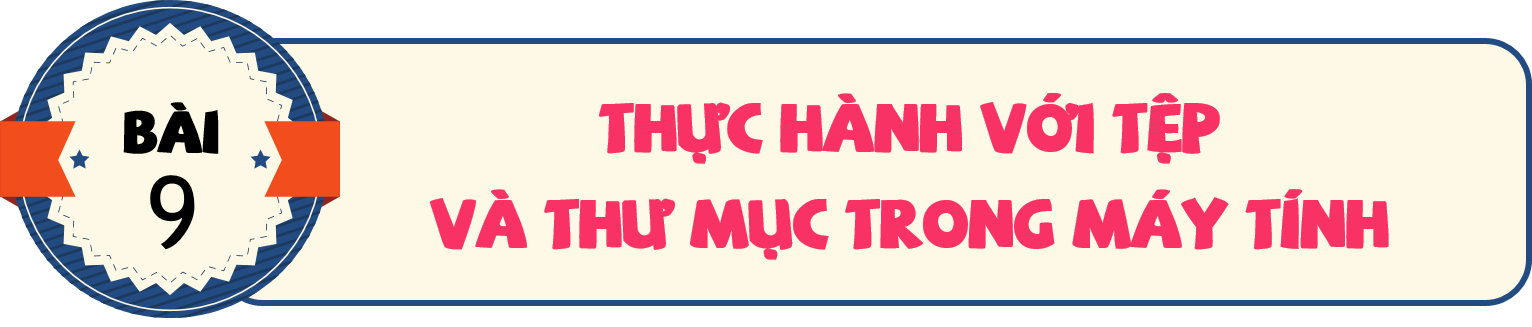 BÀI
9
THỰC HÀNH VỚI TỆP
VÀ THƯ MỤC TRONG MÁY TÍNH